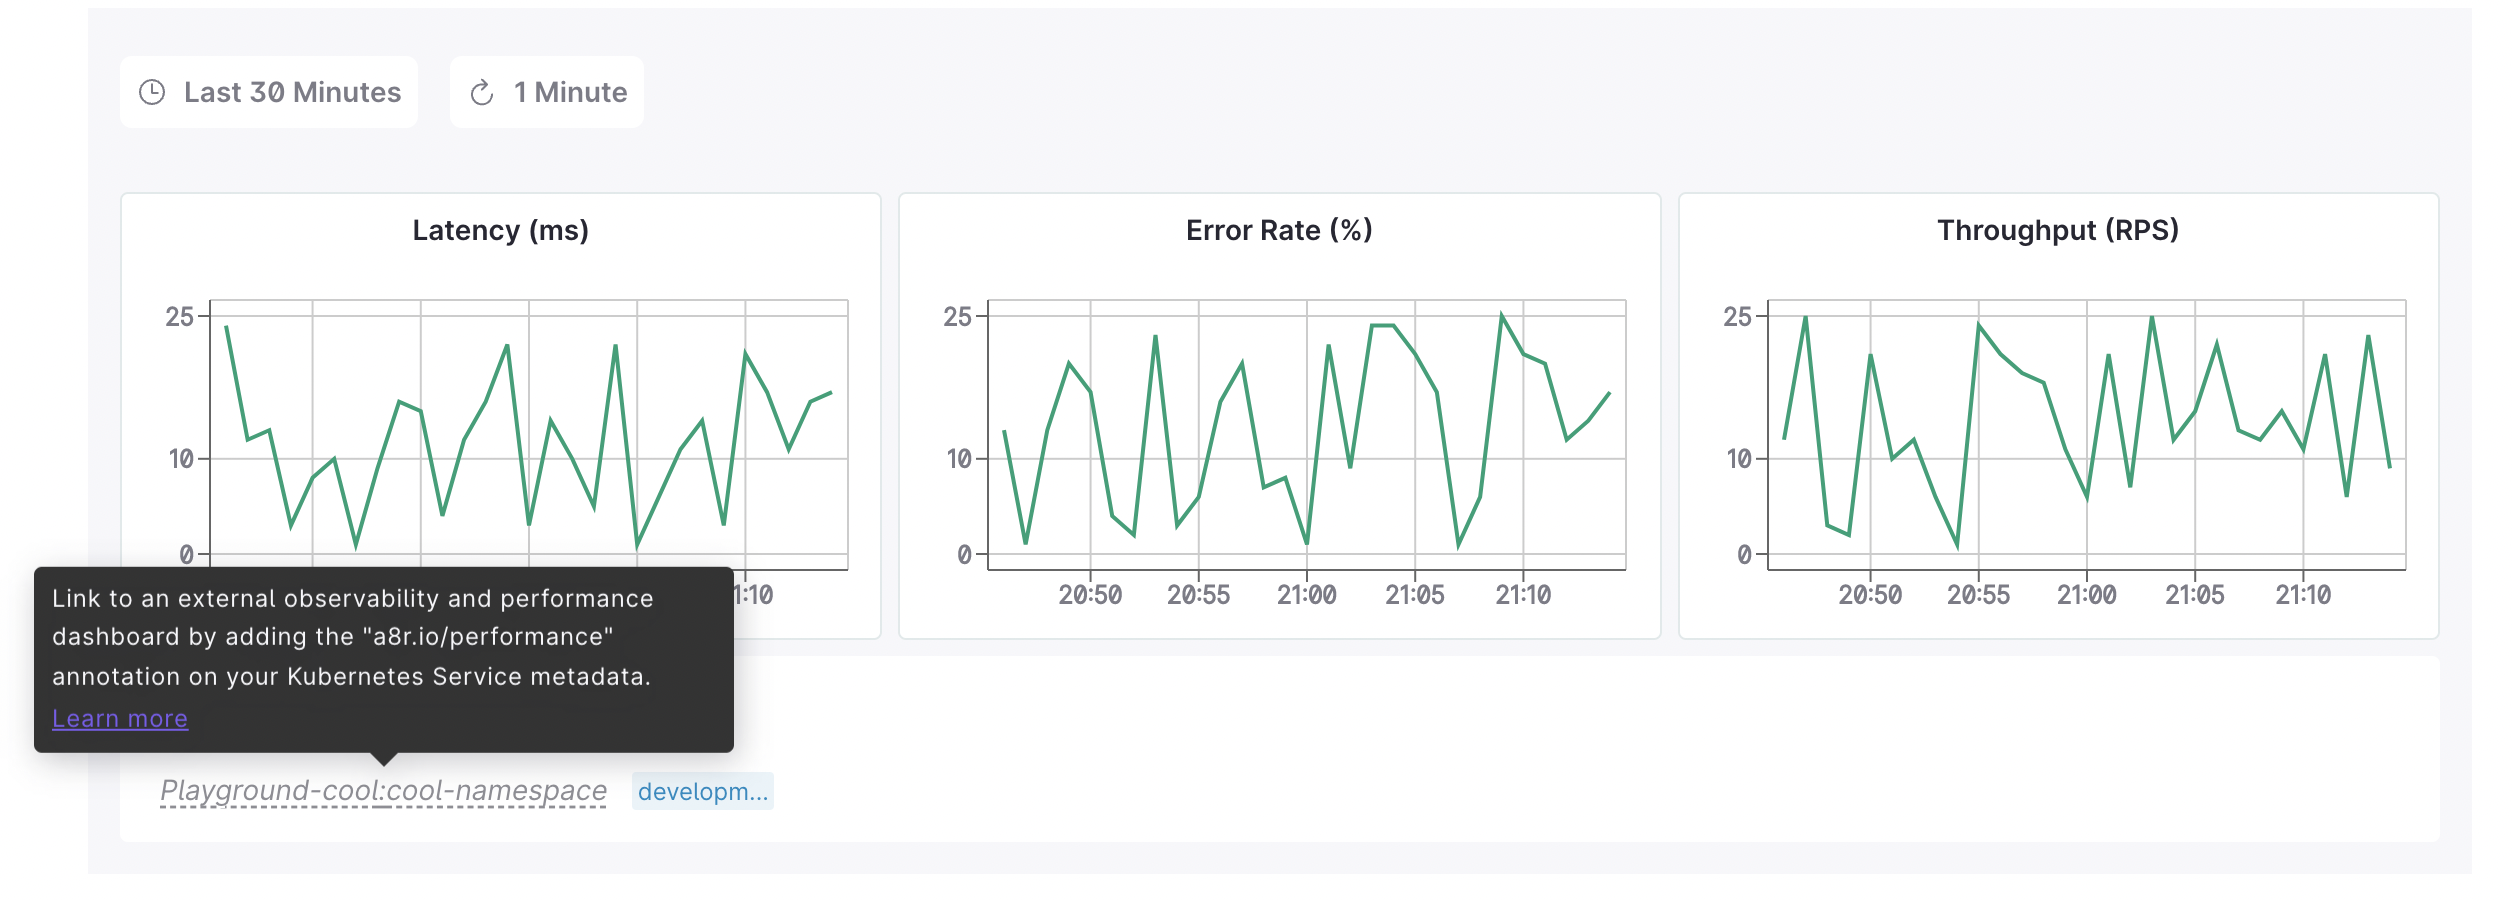 Last 30 Minutes
1 Minute
Latency (ms)
25
10
0
1:10
Error Rate (%)
25
10
0
20:50 20:55 21:00 21:05 21:10
Throughput (RPS)
25
10
0
20:50 20:55 21:00 21:05 21:10
Link to an external observability and performance
dashboard by adding the "a8r.io/performance"
annotation on your Kubernetes Service metadata.
Learn more
Playground-cool:cool-namespace
developm...